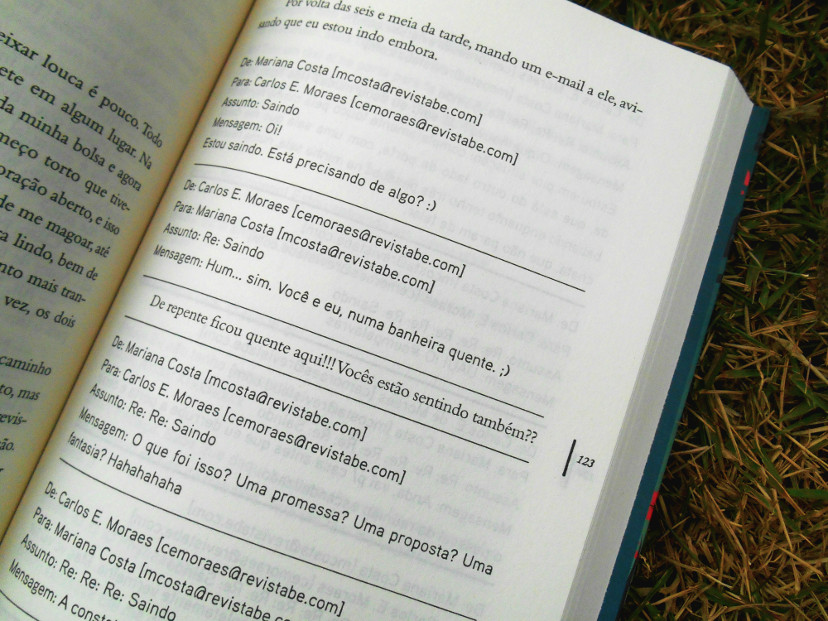 eixar louca é pouco. Todo
ete em algum lugar. Na
da minha bolsa e agora
meço torto que tive-
oração aberto, e isso
de me magoar, até
a lindo, bem de
nto mais tran-
vez, os dois
caminho
to, mas
revis-
ão.
Por volta das seis e meia da tarde, mando um e-mail a ele, avi-
sando que eu estou indo embora.
De: Mariana Costa [mcosta@revistabe.com]
Para: Carlos E. Moraes [cemoraes@revistabe.com]
Assunto: Saindo
Mensagem: Oi!
Estou saindo. Está precisando de algo? :)
De: Carlos E. Moraes [cemoraes@revistabe.com]
Para: Mariana Costa [mcosta@revistabe.com]
Assunto: Re: Saindo
Mensagem: Hum... sim. Você e eu, numa banheira quente. ;)
De repente ficou quente aqui!!! Vocês estão sentindo também??
De: Mariana Costa [mcosta@revistabe.com]
Para: Carlos E. Moraes [cemoraes@revistabe.com]
Assunto: Re: Re: Saindo
Mensagem: O que foi isso? Uma promessa? Uma proposta? Uma
fantasia? Hahahahaha
De: Carlos E. Moraes [cemoraes@revistabe.com]
Para: Mariana Costa [mcosta@revistabe.com]
Assunto: Re: Re: Re: Saindo
Mensagem: A
123